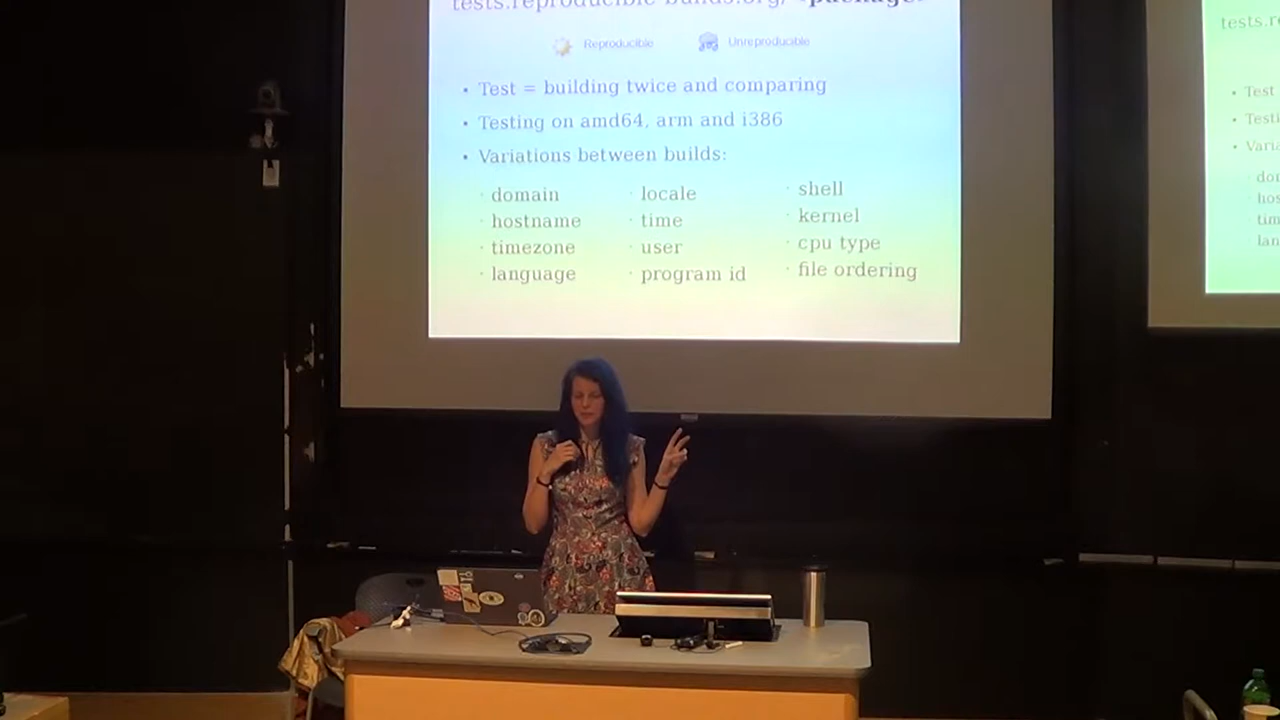 tests.reproducible-builds.org/
Reproducible
Unreproducible
• Test = building twice and comparing
• Testing on amd64, arm and i386
• Variations between builds:
· domain
· hostname
· timezone
· language
· locale
· time
· user
· program id
· shell
· kernel
· cpu type
· file ordering
• Test